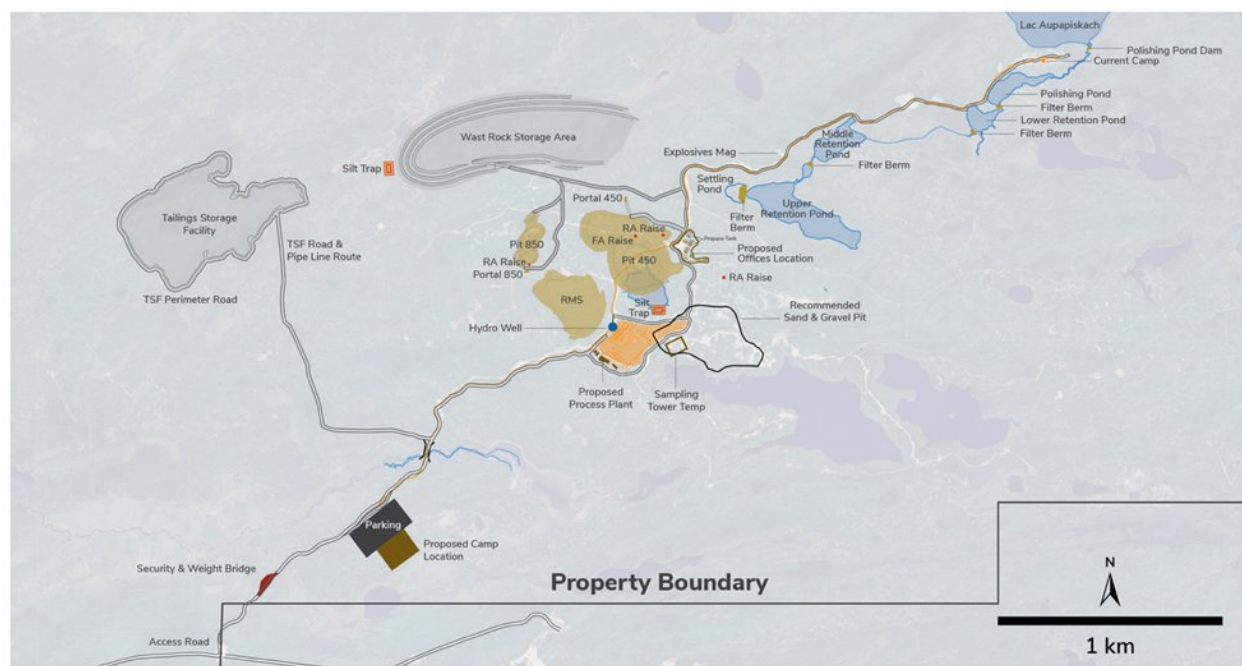 Lac Aupapiskach
Polishing Pond Dam
Current Camp
Polishing Pond
Filter Berm
Lower Retention Pond
Filter Berm
Middle
Retention
Pond
Filter Berm
Explosives Mag
Wast Rock Storage Area
Silt Trap
Settling
Pond
Upper
Retention Pond
Filter
Berm
Portal 450
Tailings Storage
Facility
TSF Road &
Pipe Line Route
TSF Perimeter Road
RA Raise
FA Raise
Propane Tank
Proposed
Offices Location
Pit 850
Pit 450
RA Raise
Portal 850
RA Raise
RMS
Silt
Trap
Recommended
Sand & Gravel Pit
Hydro Well
Proposed
Process Plant
Sampling
Tower Temp
Parking
Proposed Camp
Location
Security & Weight Bridge
Property Boundary
Access Road
N
1 km